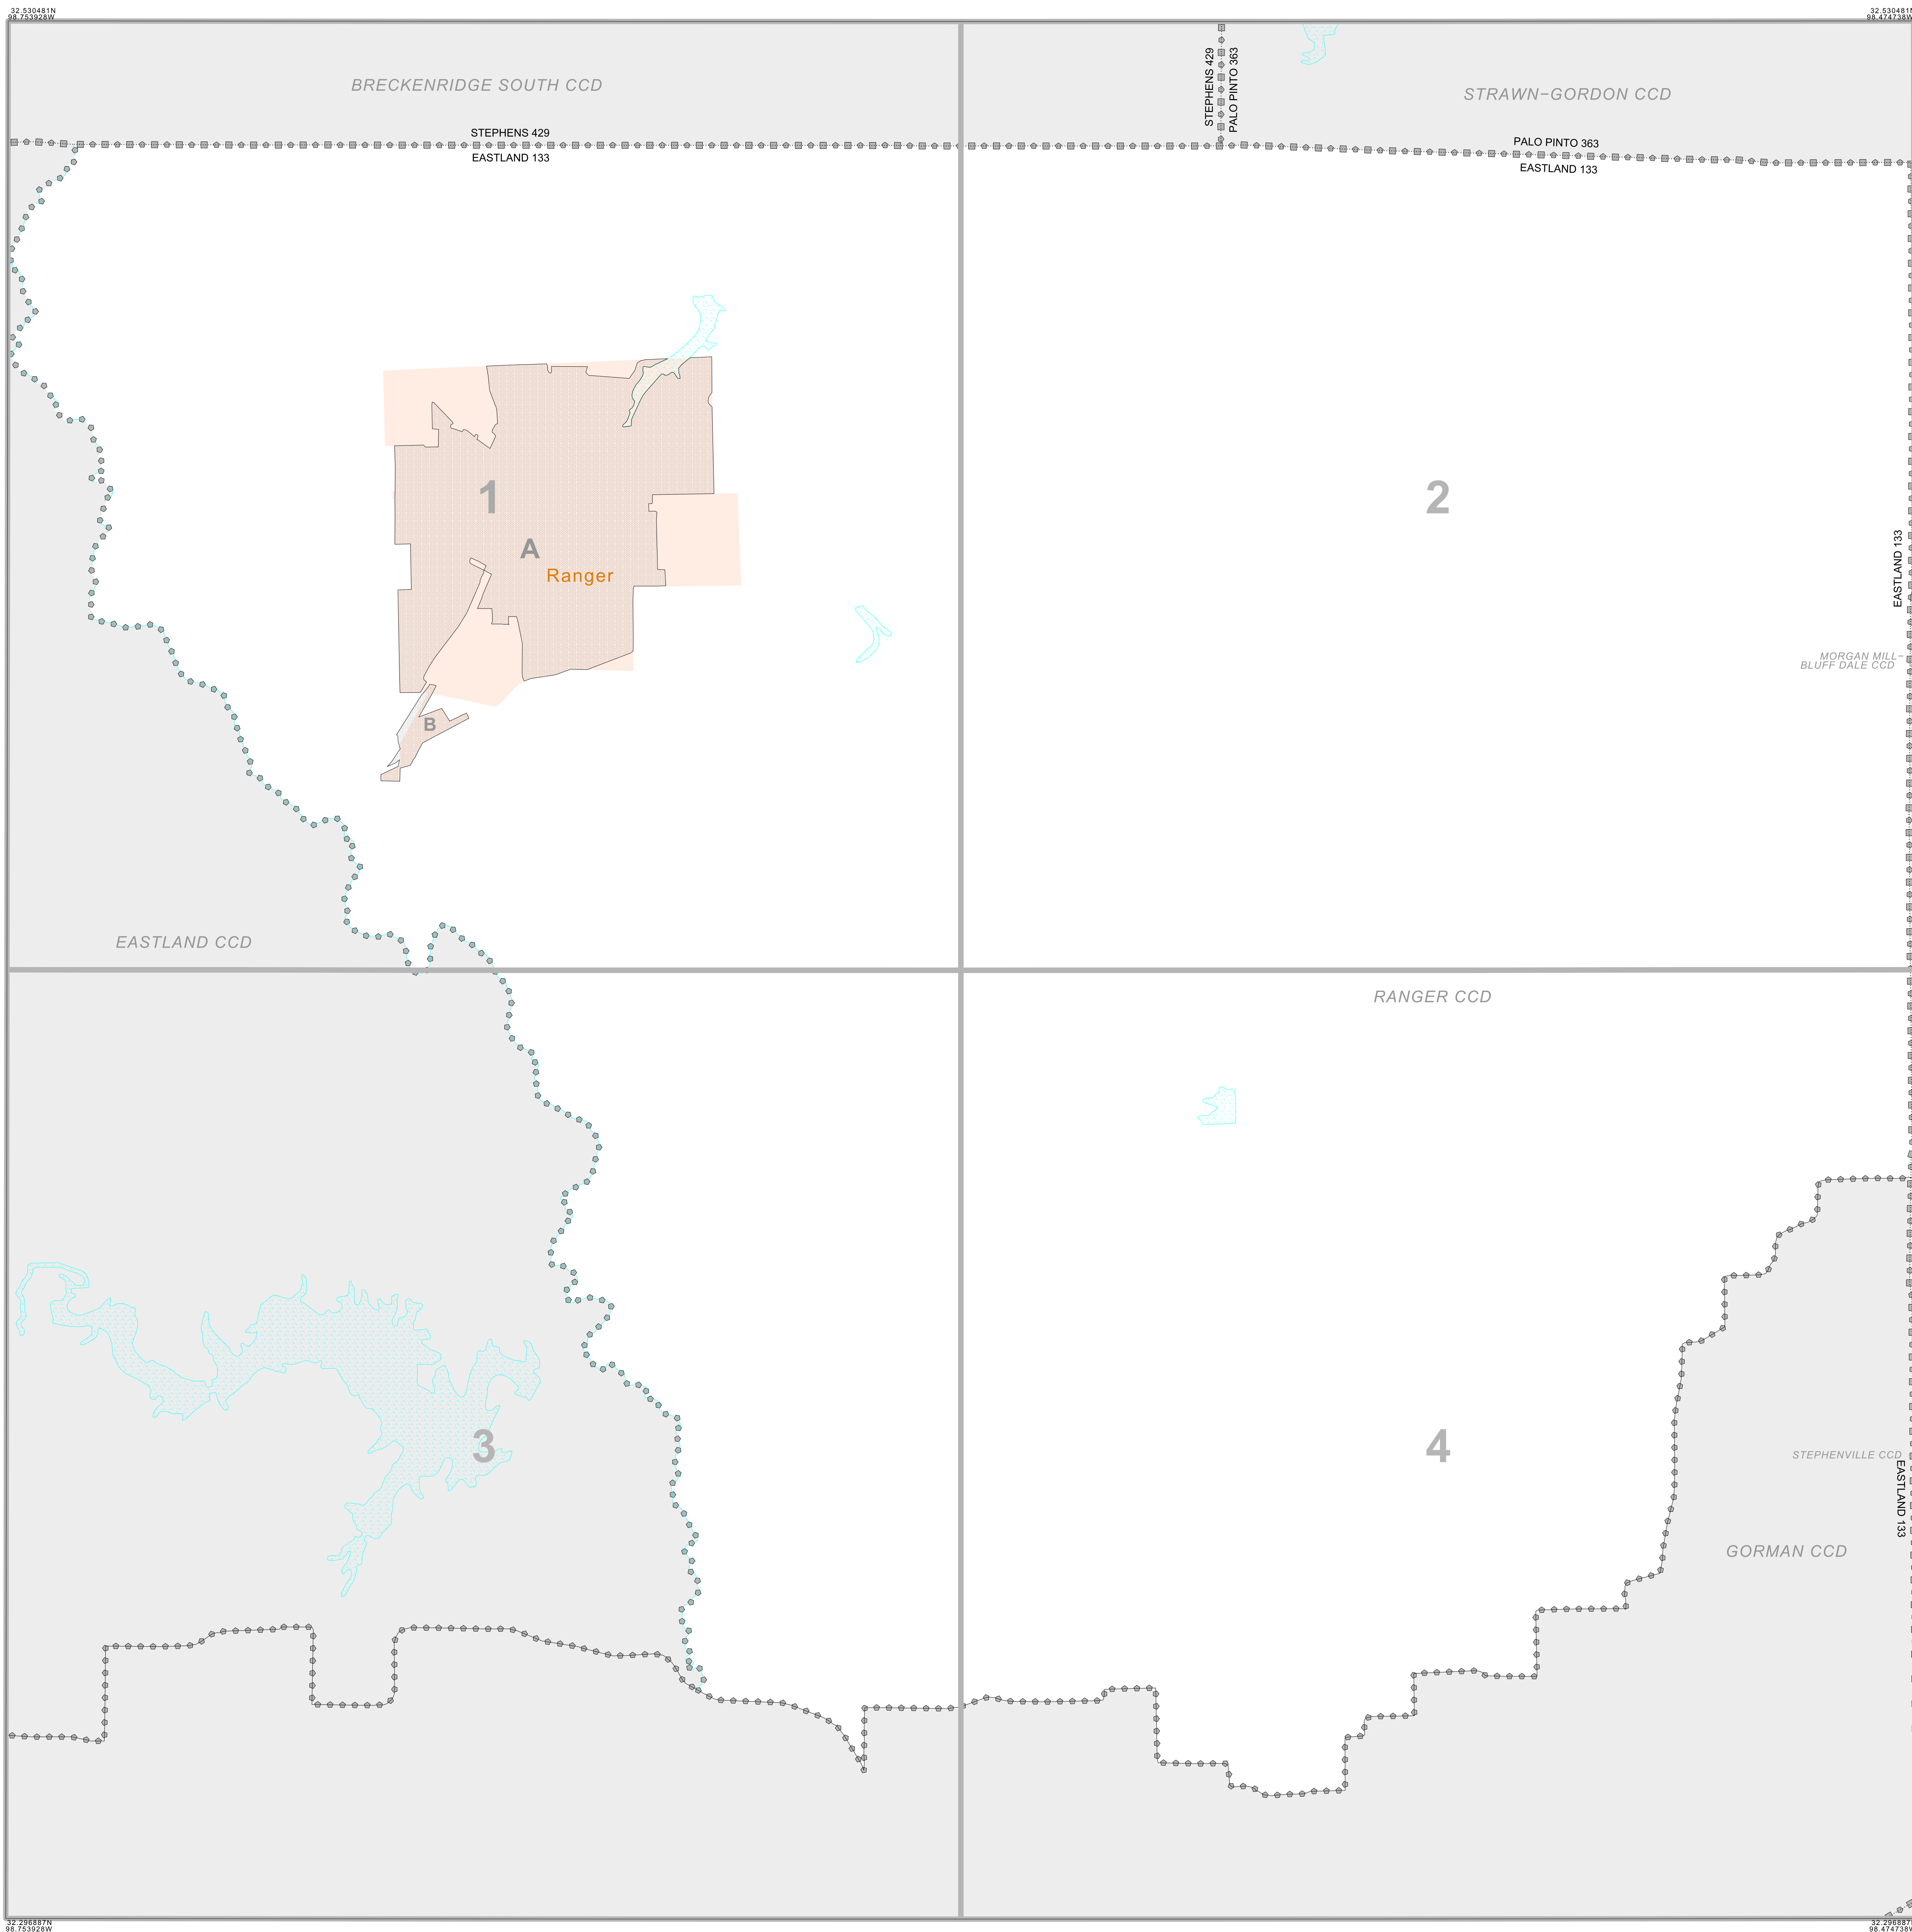 32.530481N
98.753928W
32.530481N
98.474738W
BRECKENRIDGE SOUTH CCD
STEPHENS 429
PALO PINTO 363
STRAWN-GORDON CCD
STEPHENS 429
EASTLAND 133
PALO PINTO 363
EASTLAND 133
1
2
A
Ranger
EASTLAND 133
MORGAN MILL-
BLUFF DALE CCD
B
EASTLAND CCD
RANGER CCD
3
4
STEPHENVILLE CCD
EASTLAND 133
GORMAN CCD
32.296887N
98.753928W
32.296887N
98.474738W